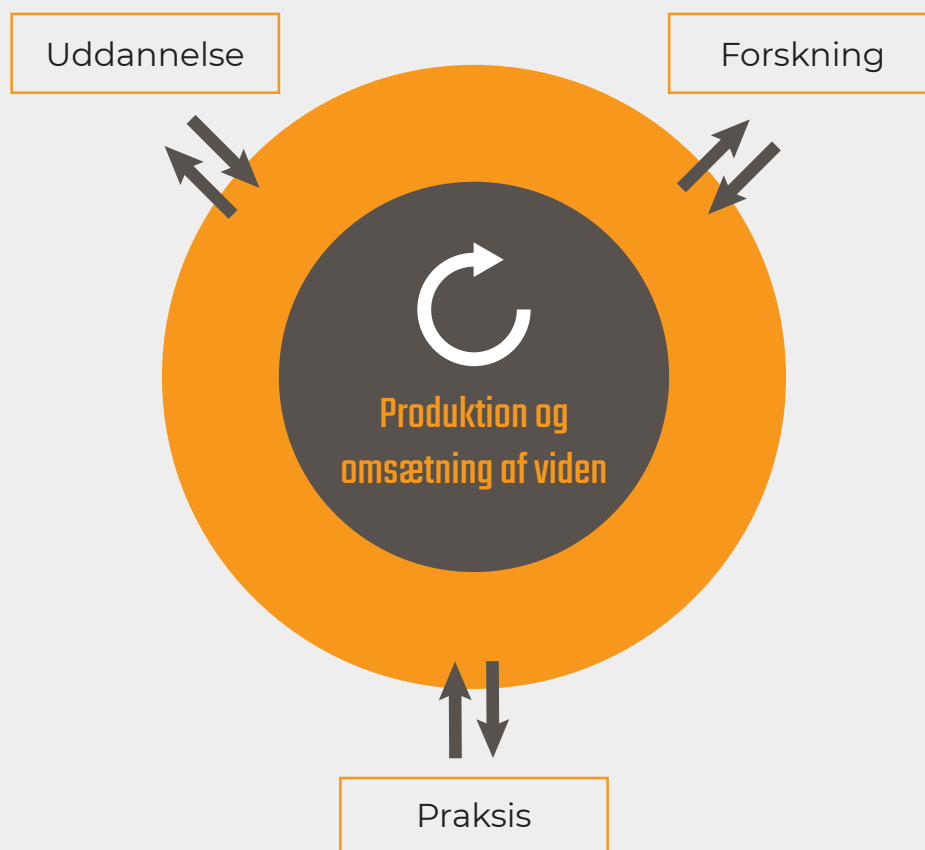 Uddannelse
Forskning
Produktion og
omsætning af viden
Praksis